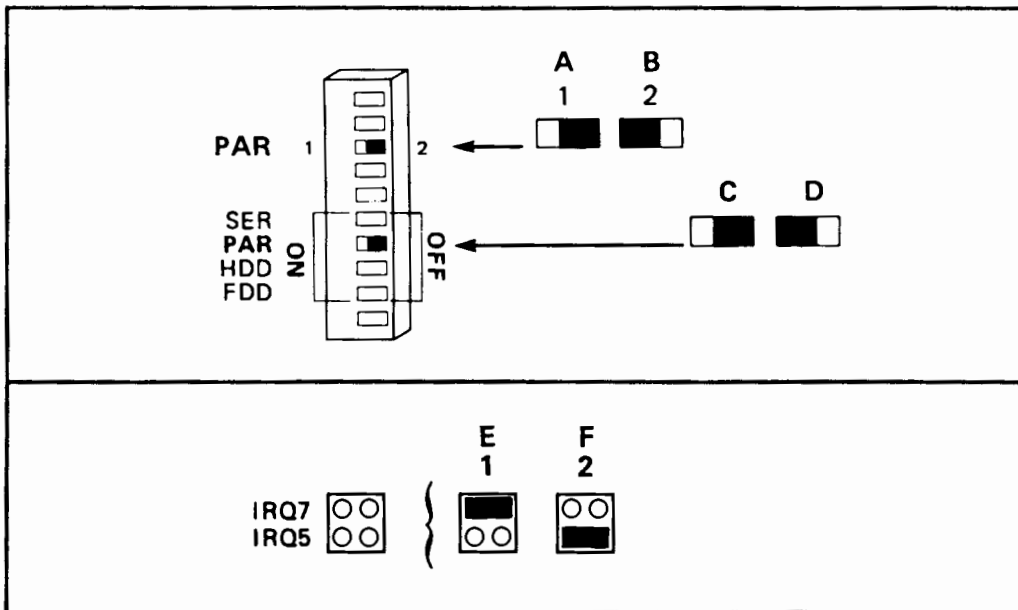 A B
1 2
PAR 1 2
C D
SER
PAR
HDD
FDD
ON
OFF
E F
1 2
IRQ7
IRQ5